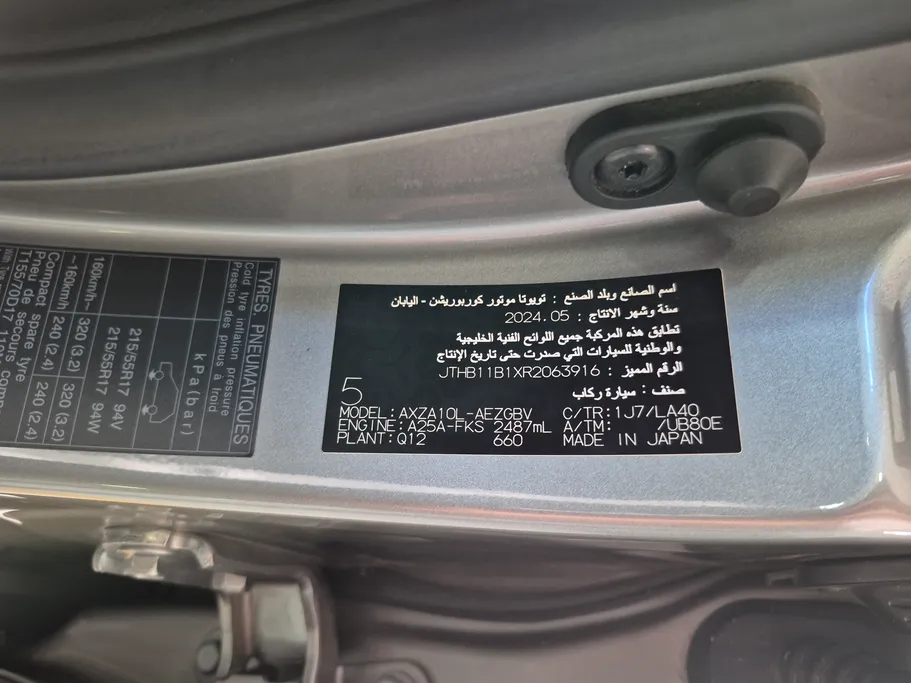 اسم الصانع وبلد الصنع : تويوتا موتور كوربوريشن - اليابان
سنة وشهر الانتاج : 2024.05
تطابق هذه المركبة جميع اللوائح الفنية الخليجية
والوطنية للسيارات التي صدرت حتى تاريخ الإنتاج
الرقم المميز : JTHB11B1XR2063916
صنف : سيارة ركاب
5
MODEL:AXZA10L-AEZGBV C/TR:1J7/LA40
ENGINE:A25A-FKS 2487mL A/TM: /UB80E
PLANT:Q12 660 MADE IN JAPAN
TYRES, PNEUMATIQUES
Cold tyre inflation pressure
Pression des pneus à froid
kPa(bar)
215/55R17 94V
215/55R17 94W
160km/h- 320 (3.2) 320
~160km/h 240 (2.4) 240 (2.4)
Compact spare tyre
Pneu de secours
T155/70D17 110M